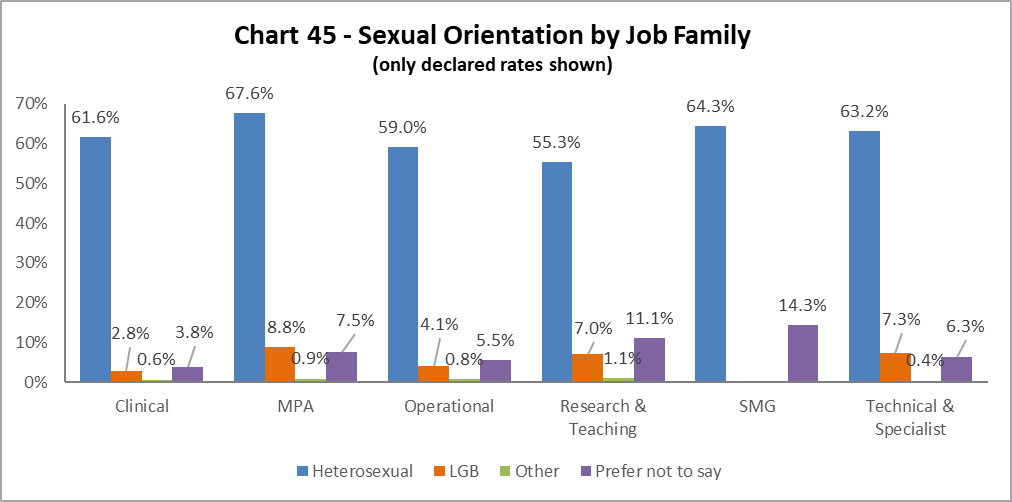 Chart 45 - Sexual Orientation by Job Family
(only declared rates shown)
70%
60%
50%
40%
30%
20%
10%
0%
61.6%
2.8%
0.6%
3.8%
67.6%
8.8%
0.9%
7.5%
59.0%
4.1%
0.8%
5.5%
55.3%
7.0%
1.1%
11.1%
64.3%
14.3%
63.2%
7.3%
0.4%
6.3%
Clinical
MPA
Operational
Research &
Teaching
SMG
Technical &
Specialist
Heterosexual
LGB
Other
Prefer not to say